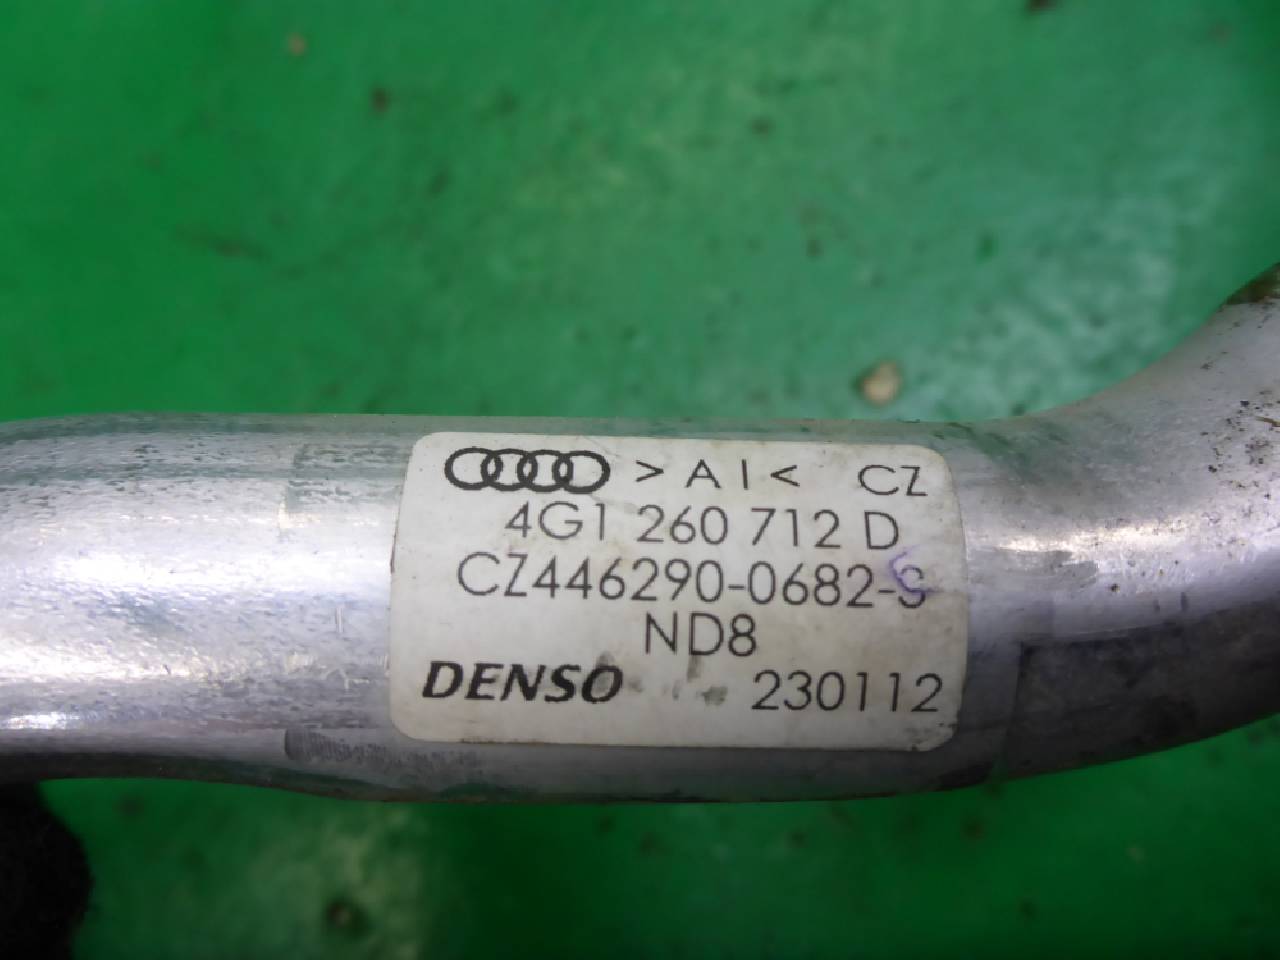 >AI< CZ
4G1 260 712 D
CZ446290-0682-
ND8
DENSO 230112